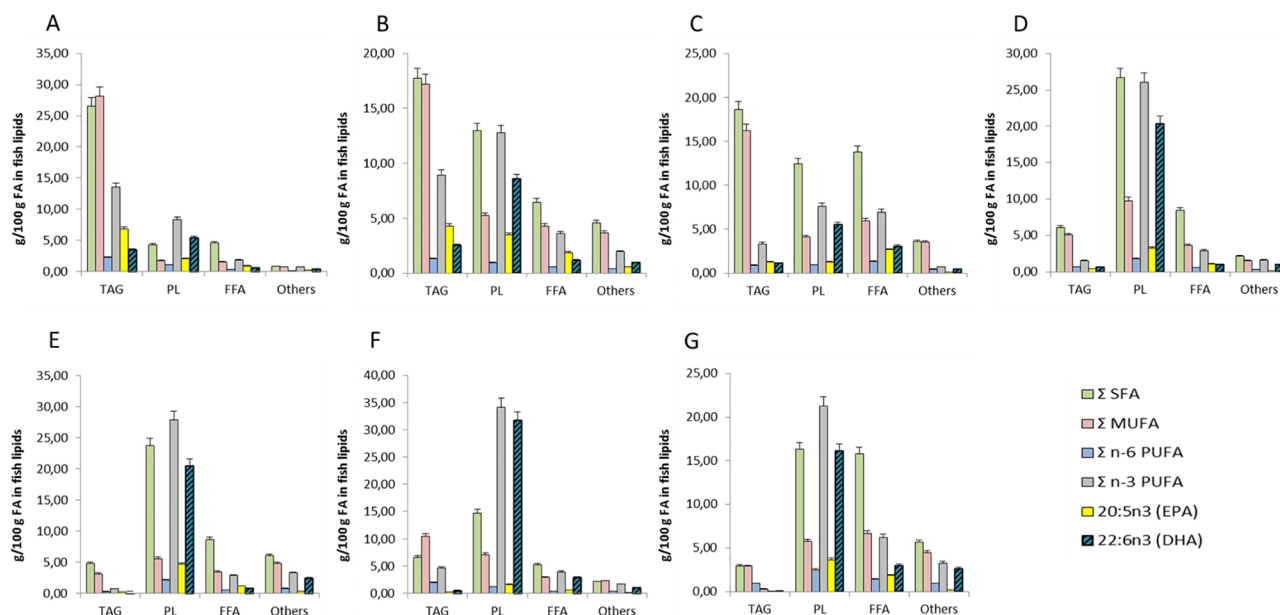 A
g/100 g FA in fish lipids
35,00
30,00
25,00
20,00
15,00
10,00
5,00
0,00
TAG PL FFA Others
B
g/100 g FA in fish lipids
20,00
15,00
10,00
5,00
0,00
TAG PL FFA Others
C
g/100 g FA in fish lipids
25,00
20,00
15,00
10,00
5,00
0,00
TAG PL FFA Others
D
g/100 g FA in fish lipids
30,00
25,00
20,00
15,00
10,00
5,00
0,00
TAG PL FFA Others
E
g/100 g FA in fish lipids
35,00
30,00
25,00
20,00
15,00
10,00
5,00
0,00
TAG PL FFA Others
F
g/100 g FA in fish lipids
40,00
35,00
30,00
25,00
20,00
15,00
10,00
5,00
0,00
TAG PL FFA Others
G
g/100 g FA in fish lipids
25,00
20,00
15,00
10,00
5,00
0,00
TAG PL FFA Others
Σ SFA
Σ MUFA
Σ n-6 PUFA
Σ n-3 PUFA
20:5n3 (EPA)
22:6n3 (DHA)